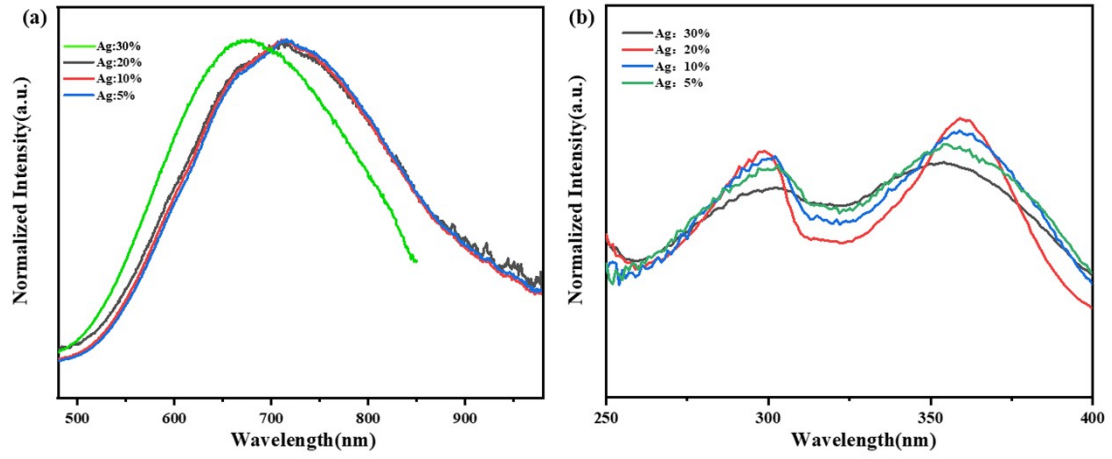 (a)
Ag:30%
Ag:20%
Ag:10%
Ag:5%
Normalized Intensity(a.u.)
500 600 700 800 900
Wavelength(nm)
(b)
Ag: 30%
Ag: 20%
Ag: 10%
Ag: 5%
Normalized Intensity(a.u.)
250 300 350 400
Wavelength(nm)